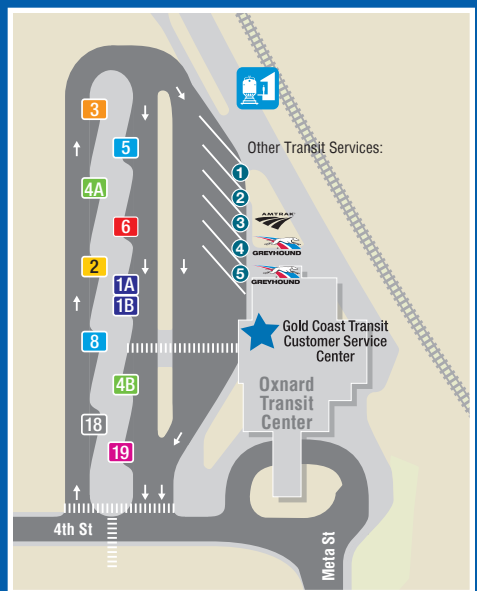 3
5
Other Transit Services:
1
4A
2
6
3 AMTRAK
4 GREYHOUND
2
5 GREYHOUND
1A
1B
8
Gold Coast Transit
Customer Service
Center
4B
Oxnard
Transit
Center
18
19
4th St
Meta St